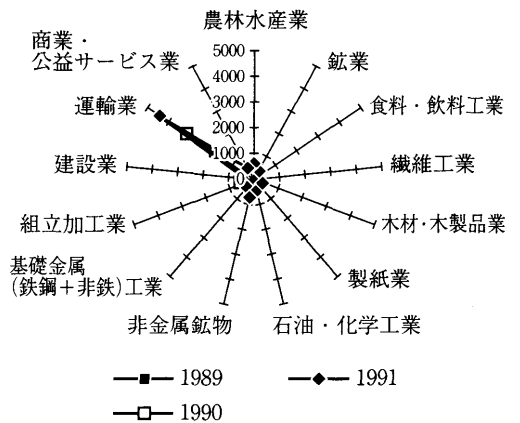 農林水産業
商業・
公益サービス業
鉱業
運輸業
食料・飲料工業
建設業
繊維工業
組立加工業
木材・木製品業
基礎金属
(鉄鋼＋非鉄)工業
製紙業
非金属鉱物
石油・化学工業
5000
4000
3000
2000
1000
0
1989
1991
1990